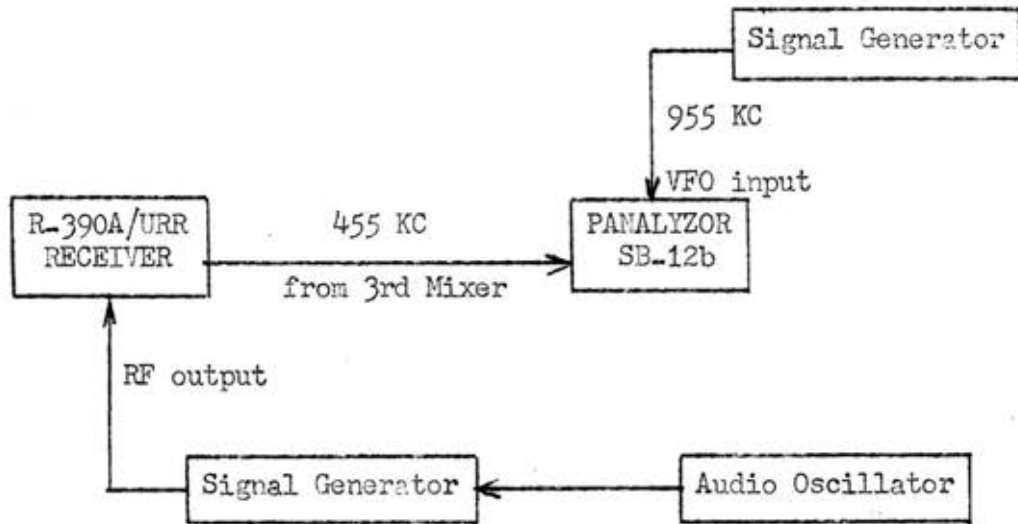 Signal Generator
955 KC
VFO input
R-390A/URR
RECEIVER
455 KC
from 3rd Mixer
PANALYZOR
SB-12b
RF output
Signal Generator
Audio Oscillator